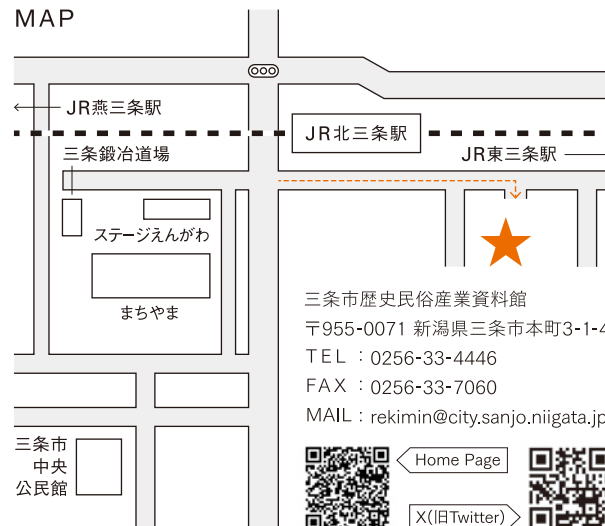 MAP
JR燕三条駅
JR北三条駅
三条鍛冶道場
JR東三条駅
ステージえんがわ
まちやま
三条市歴史民俗産業資料館
〒955-0071 新潟県三条市本町3-1-4
TEL：0256-33-4446
FAX：0256-33-7060
MAIL：rekimin@city.sanjo.niigata.jp
三条市
中央
公民館
Home Page
X(旧Twitter)